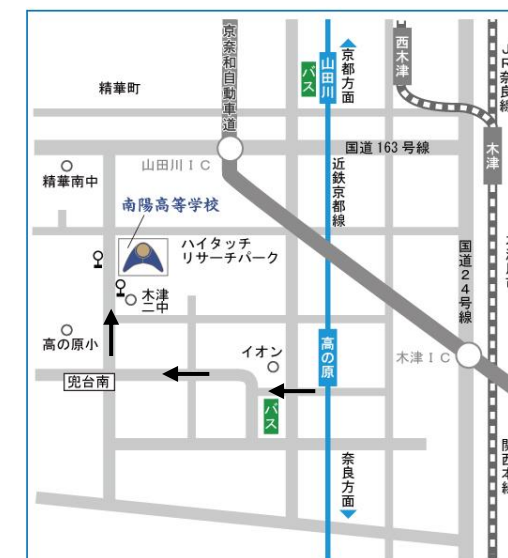 京奈和自動車道
精華町
バス
山田川
京都方面
西木津
JR奈良線
木津
国道163号線
山田川IC
精華南中
近鉄京都線
南陽高等学校
ハイタッチ
リサーチパーク
国道24号線
木津
二中
高の原小
イオン
高の原
木津IC
兜台南
バス
奈良方面
関西本線